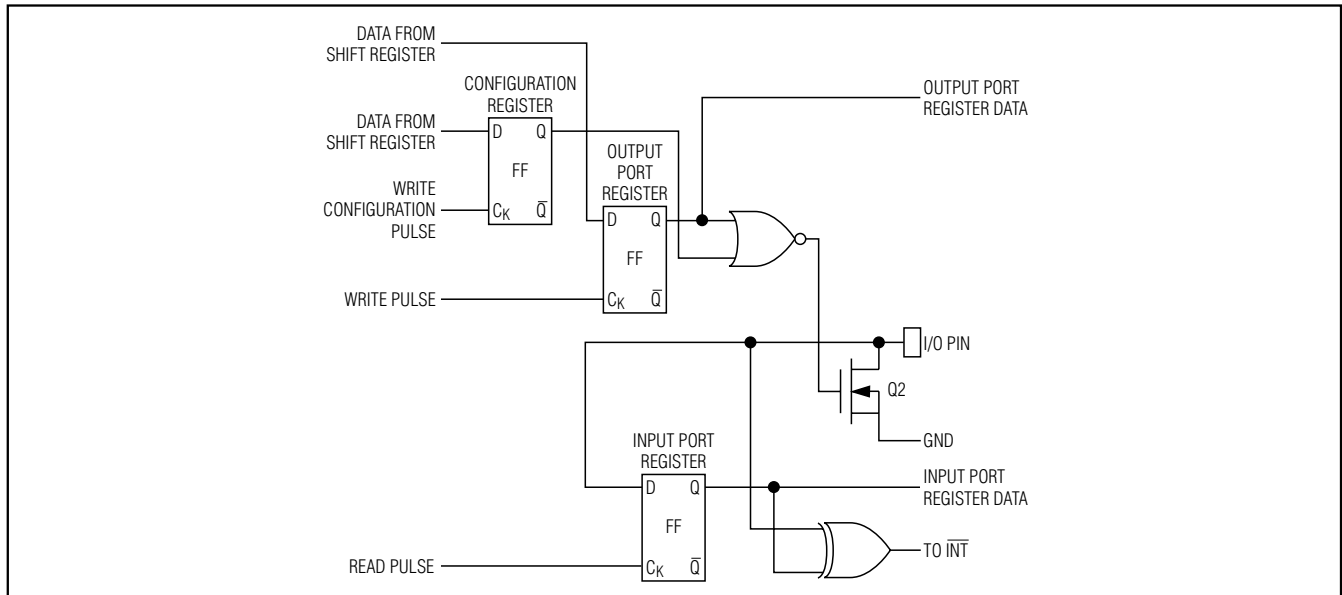 DATA FROM
SHIFT REGISTER
CONFIGURATION
REGISTER
OUTPUT PORT
REGISTER DATA
DATA FROM
SHIFT REGISTER
D Q
FF
CK Q̅
WRITE
CONFIGURATION
PULSE
OUTPUT
PORT
REGISTER
D Q
FF
CK Q̅
WRITE PULSE
I/O PIN
Q2
GND
INPUT PORT
REGISTER
D Q
FF
CK Q̅
INPUT PORT
REGISTER DATA
READ PULSE
TO I̅N̅T̅